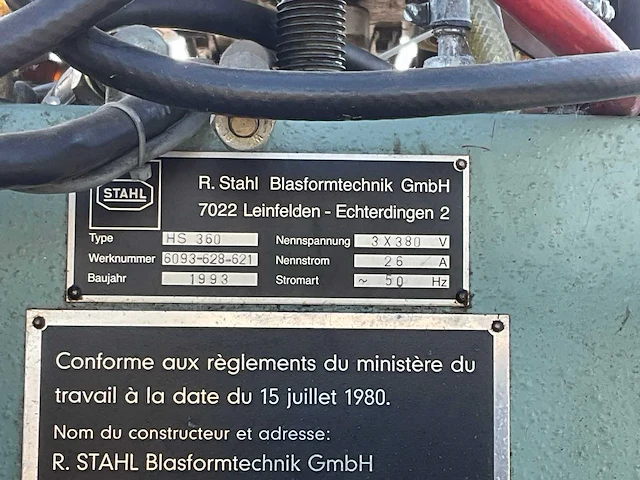 STAHL
R. Stahl Blasformtechnik GmbH
7022 Leinfelden - Echterdingen 2
Type HS 360 Nennspannung 3 X 380 V
Werknummer 6093-628-621 Nennstrom 26 A
Baujahr 1993 Stromart ~ 50 Hz
Conforme aux règlements du ministère du
travail à la date du 15 juillet 1980.
Nom du constructeur et adresse:
R. STAHL Blasformtechnik GmbH